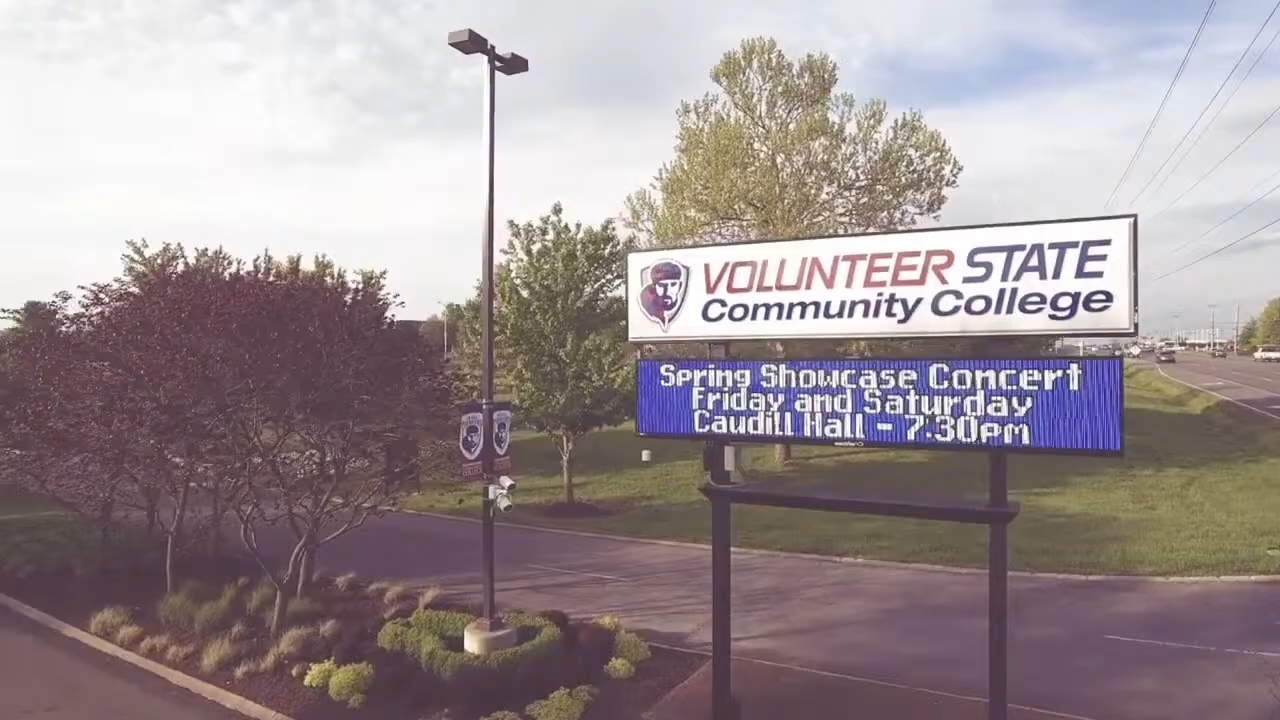 VOLUNTEER STATE
Community College
Spring Showcase Concert
Friday and Saturday
Caudill Hall - 7:30pm